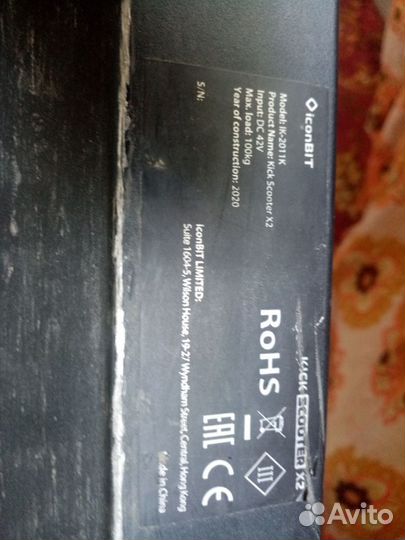 iconBIT
Model: IK-2011K
Product Name: Kick Scooter X2
Input: DC 42V
Max. load: 100kg
Year of construction: 2020
S/N:
KICK SCOOTER X2
RoHS
III
EAC CE
iconBIT LIMITED:
Suite 1604-5, Wilson House, 19-27 Wyndham Street, Central, Hong Kong
Made in China
Avito